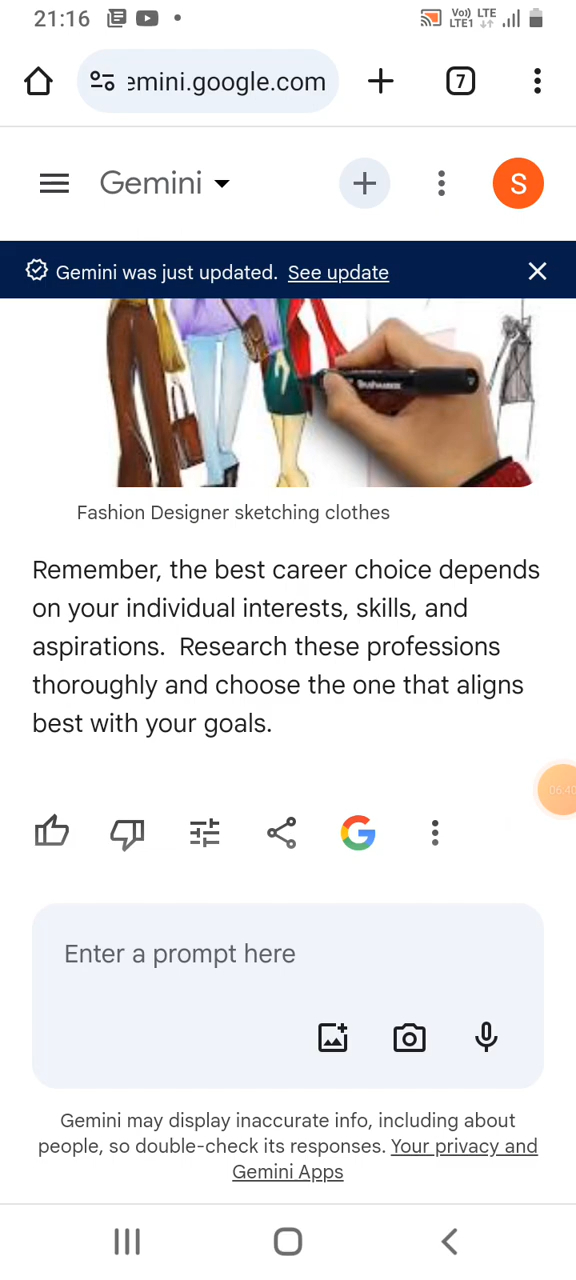 21:16
Vo)) LTE
LTE1
7
emini.google.com
Gemini
S
Gemini was just updated. See update
Fashion Designer sketching clothes
Remember, the best career choice depends
on your individual interests, skills, and
aspirations. Research these professions
thoroughly and choose the one that aligns
best with your goals.
06:40
Enter a prompt here
Gemini may display inaccurate info, including about
people, so double-check its responses. Your privacy and
Gemini Apps